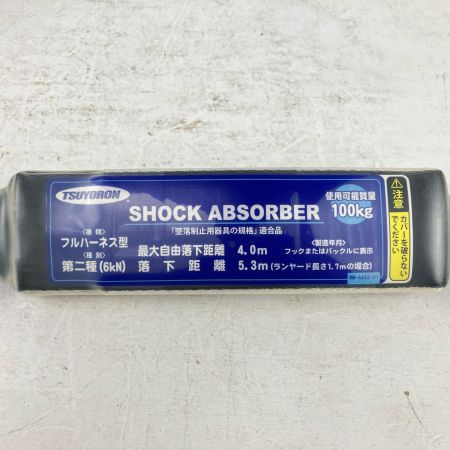 TSUYORON
SHOCK ABSORBER
使用可能質量
100kg
「墜落制止用器具の規格」適合品
〈種類〉
フルハーネス型
〈種別〉
第二種(6kN)
最大自由落下距離 4.0m
落下距離 5.3m(ランヤード長さ1.7mの場合)
〈製造年月〉
フックまたはバックルに表示
⚠注意
カバーを破らない
でください